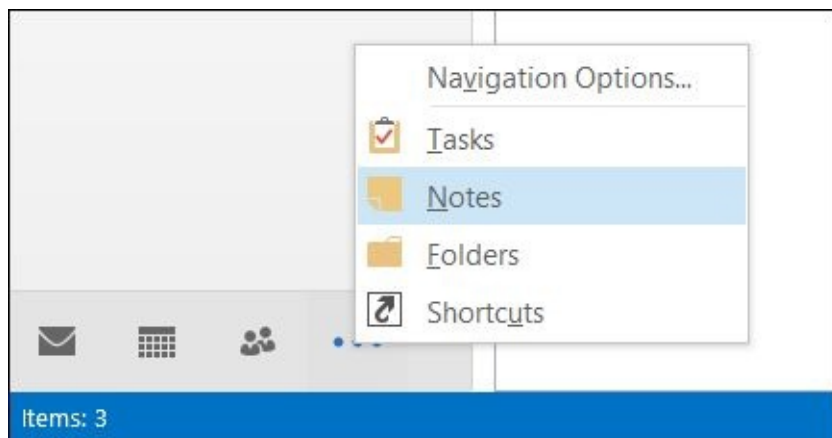 Navigation Options...
Tasks
Notes
Folders
Shortcuts
Items: 3